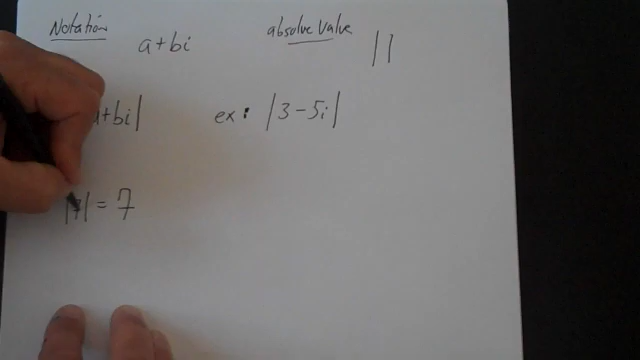 Notation absolute value
a+bi ||
a+bi| ex: |3-5i|
|7| = 7